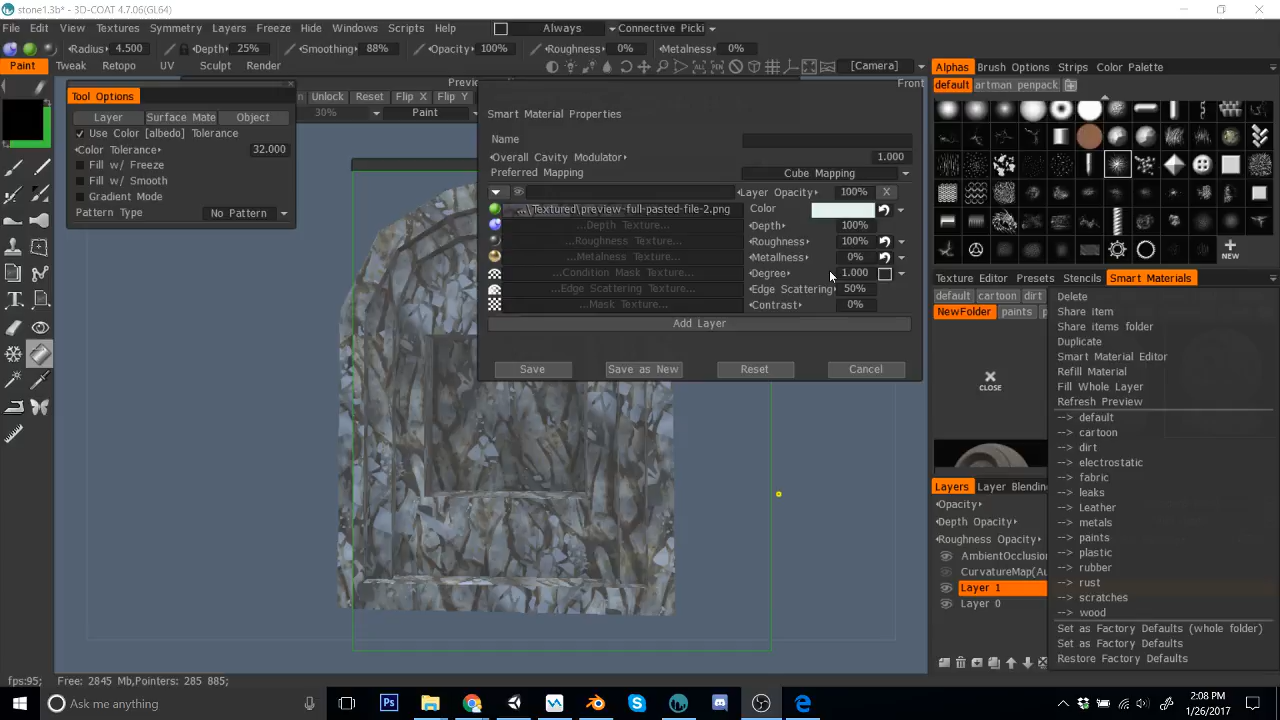 stone1.3b* - 3D-COAT 4.7.06(GL64)
File Edit View Textures Symmetry Layers Freeze Hide Windows Scripts Help Always Connective Picki
Radius 4.500 Depth 25% Smoothing 88% Opacity 100% Roughness 0% Metalness 0%
Paint Tweak Retopo UV Sculpt Render [Camera]
Alphas Brush Options Strips Color Palette
Front
default artman penpack
Tool Options
Unlock Reset Flip X Flip Y
30% Paint
Layer Surface Mate Object
Use Color [albedo] Tolerance
Color Tolerance 32.000
Fill w/ Freeze
Fill w/ Smooth
Gradient Mode
Pattern Type No Pattern
Smart Material Properties
Name
Overall Cavity Modulator 1.000
Preferred Mapping Cube Mapping
Layer Opacity 100% X
...\Textured\preview-full-pasted-file-2.png Color
...Depth Texture... Depth 100%
...Roughness Texture... Roughness 100%
...Metalness Texture... Metallness 0%
...Condition Mask Texture... Degree 1.000
...Edge Scattering Texture... Edge Scattering 50%
...Mask Texture... Contrast 0%
Add Layer
Save Save as New Reset Cancel
NEW
Texture Editor Presets Stencils Smart Materials
default cartoon dirt
NewFolder paints
CLOSE
Delete
Share item
Share items folder
Duplicate
Smart Material Editor
Refill Material
Fill Whole Layer
Refresh Preview
--> default
--> cartoon
--> dirt
--> electrostatic
--> fabric
--> leaks
--> Leather
--> metals
--> paints
--> plastic
--> rubber
--> rust
--> scratches
--> wood
Set as Factory Defaults (whole folder)
Set as Factory Defaults
Restore Factory Defaults
Layers Layer Blending
Opacity
Depth Opacity
Roughness Opacity
AmbientOcclusion
CurvatureMap(Au
Layer 1
Layer 0
fps:95; Free: 2845 Mb,Pointers: 285 885;
Ask me anything
2:08 PM
1/26/2017